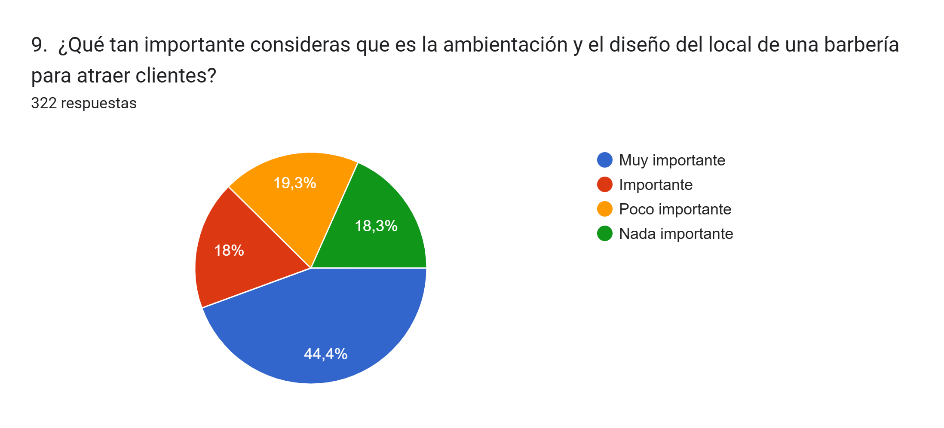 9. ¿Qué tan importante consideras que es la ambientación y el diseño del local de una barbería
para atraer clientes?
322 respuestas
19,3%
18,3%
18%
44,4%
Muy importante
Importante
Poco importante
Nada importante